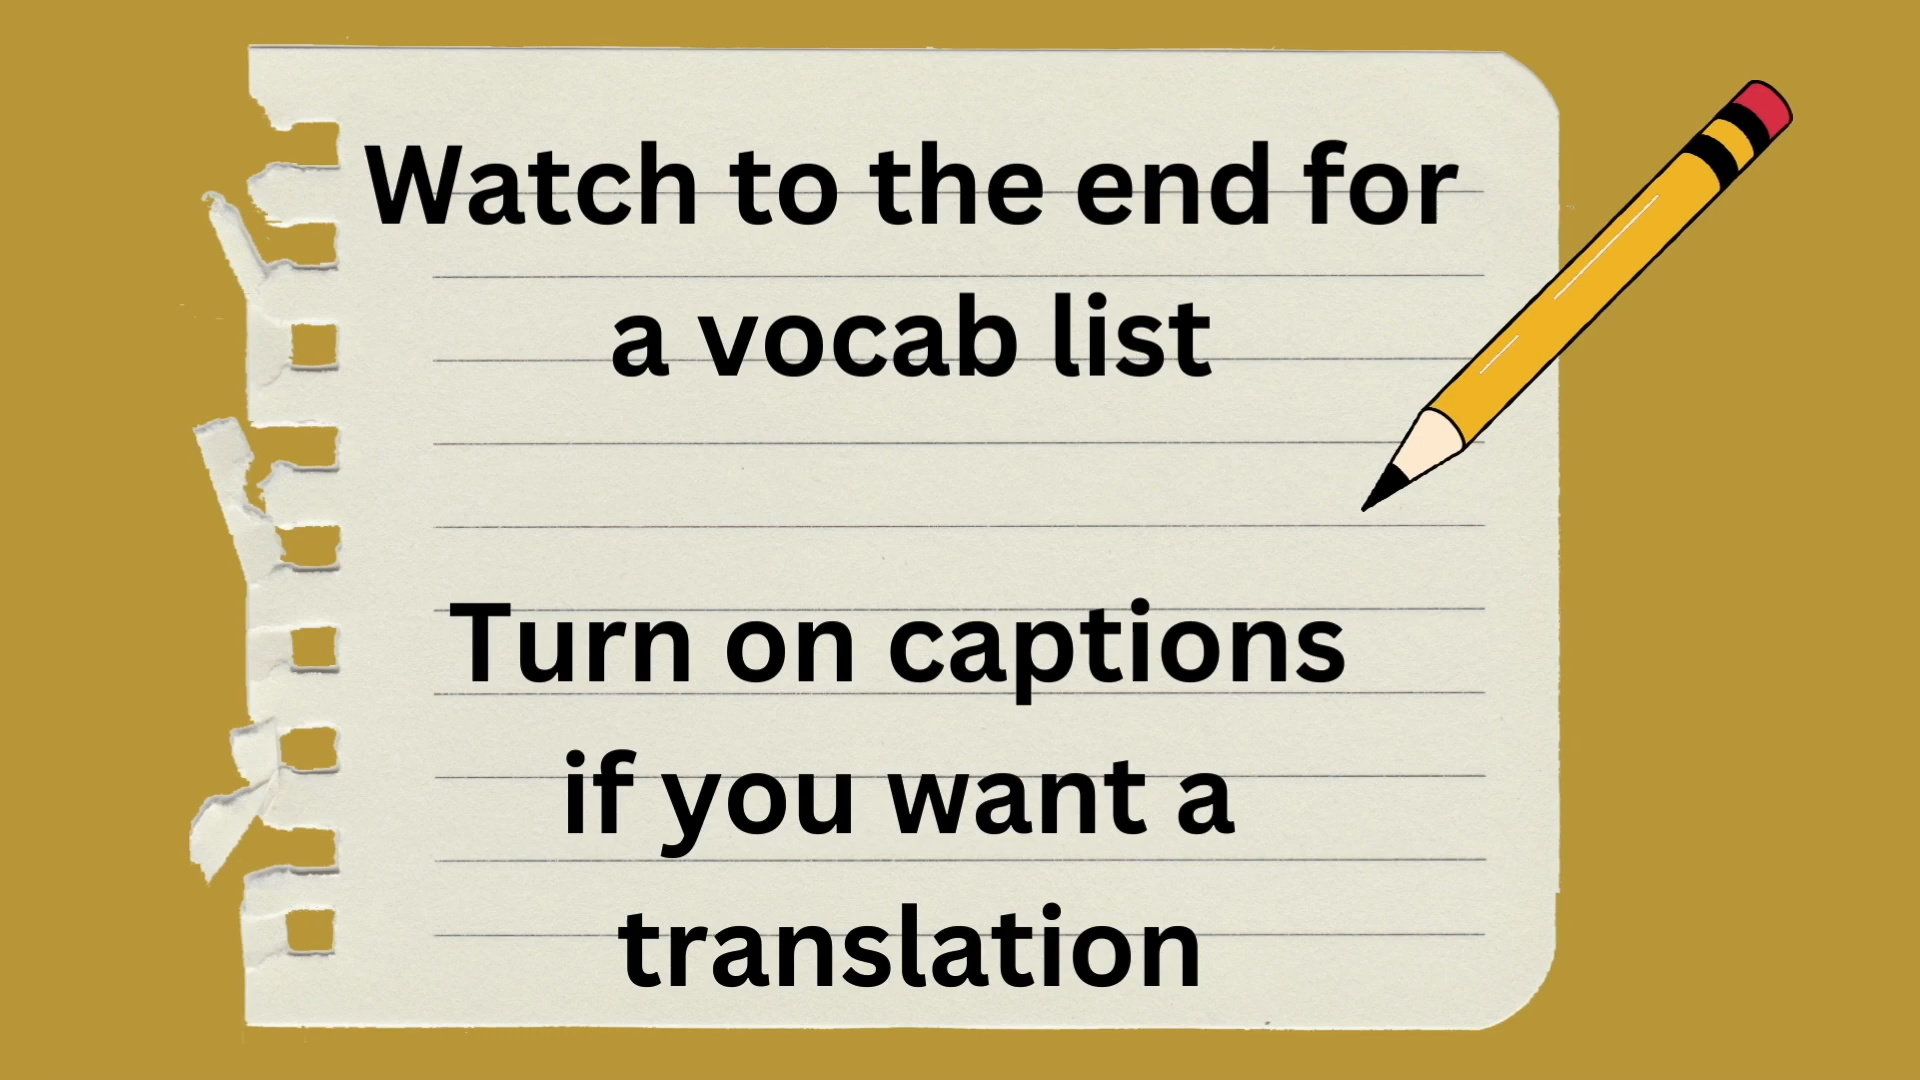 Watch to the end for
a vocab list
Turn on captions
if you want a
translation